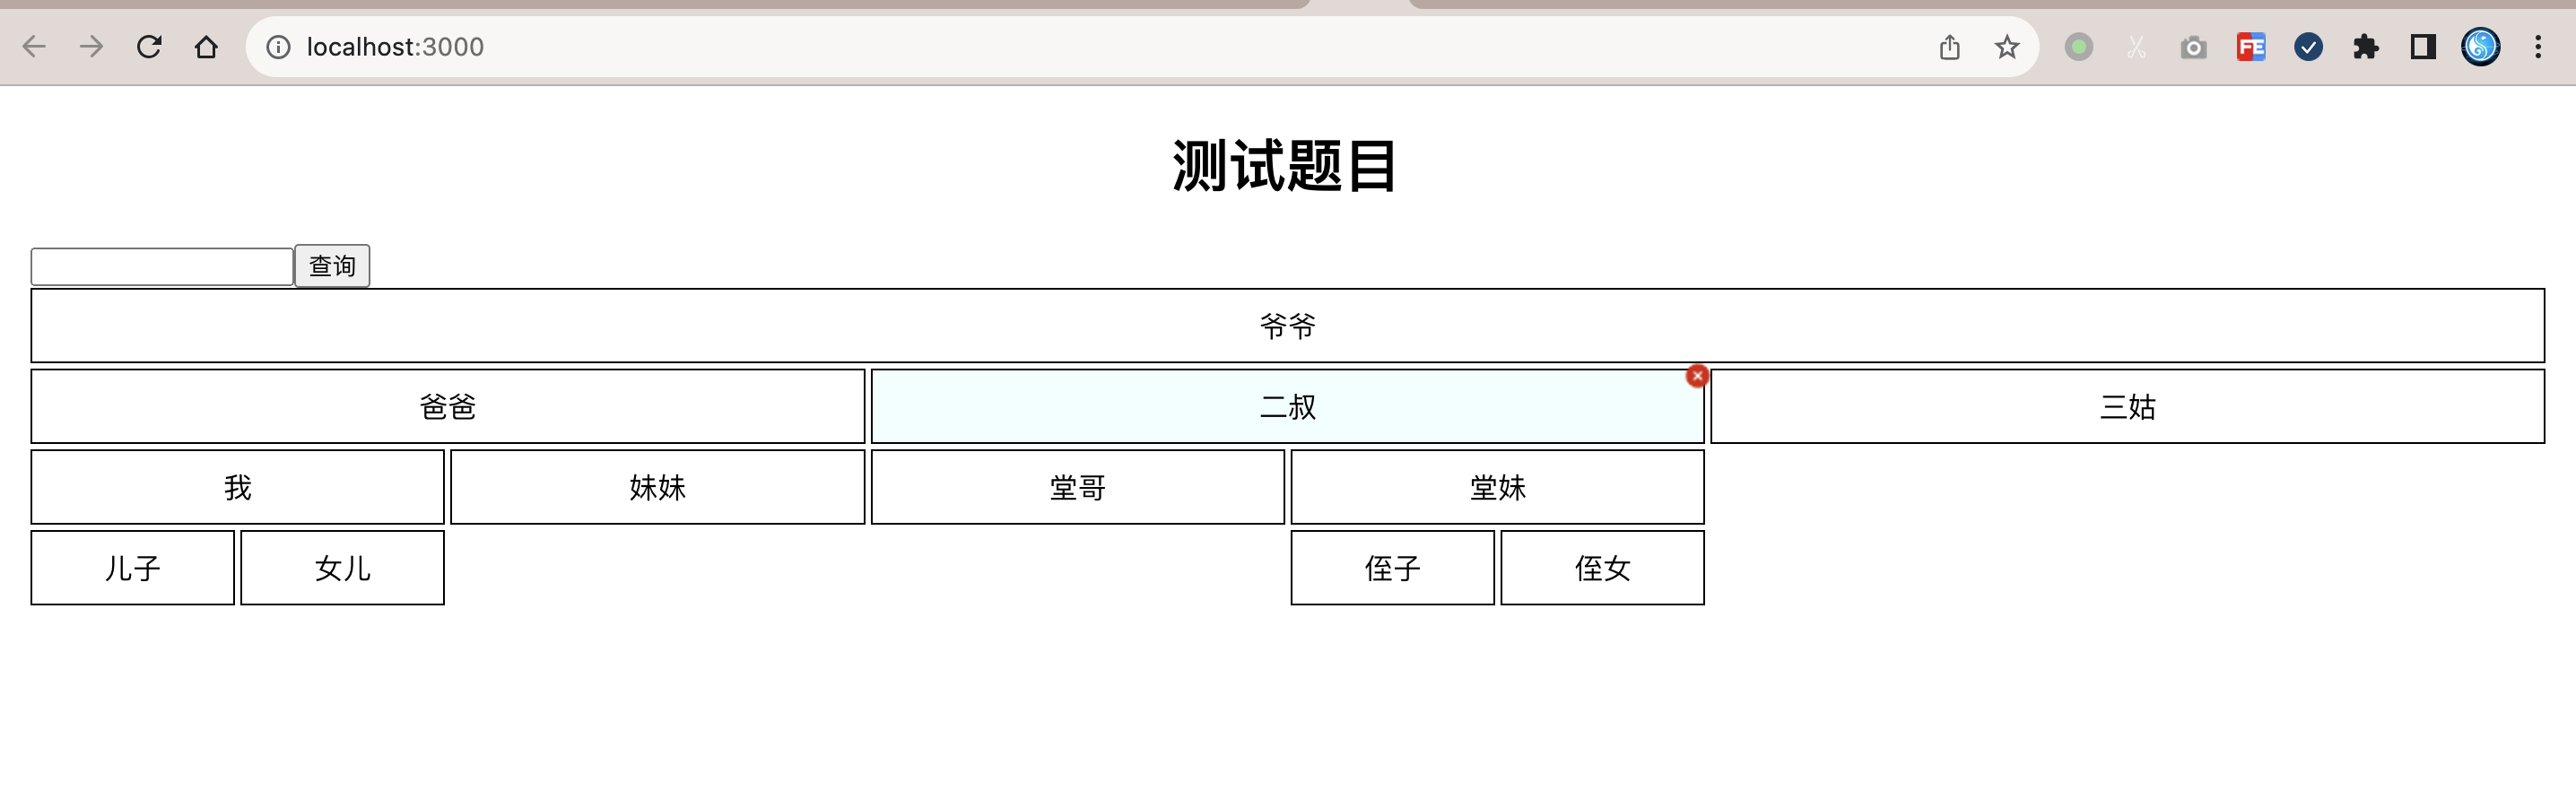 localhost:3000
FE
测试题目
查询
爷爷
爸爸 二叔 三姑
我 妹妹 堂哥 堂妹
儿子 女儿 侄子 侄女